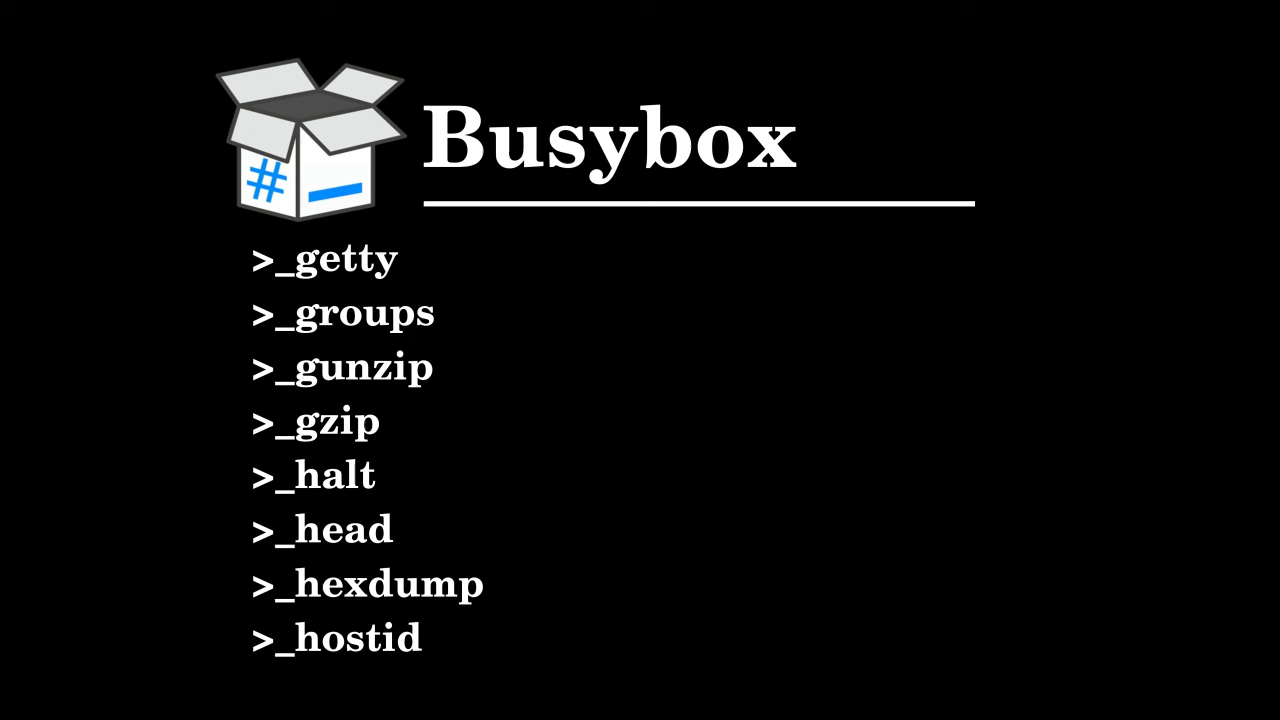 #_
Busybox
>_getty
>_groups
>_gunzip
>_gzip
>_halt
>_head
>_hexdump
>_hostid